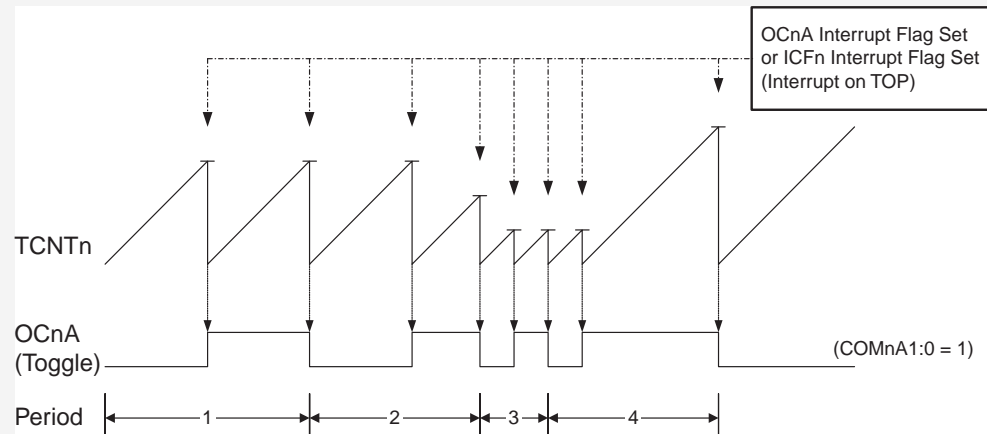 OCnA Interrupt Flag Set
or ICFn Interrupt Flag Set
(Interrupt on TOP)
TCNTn
OCnA
(Toggle)
(COMnA1:0 = 1)
Period 1 2 3 4